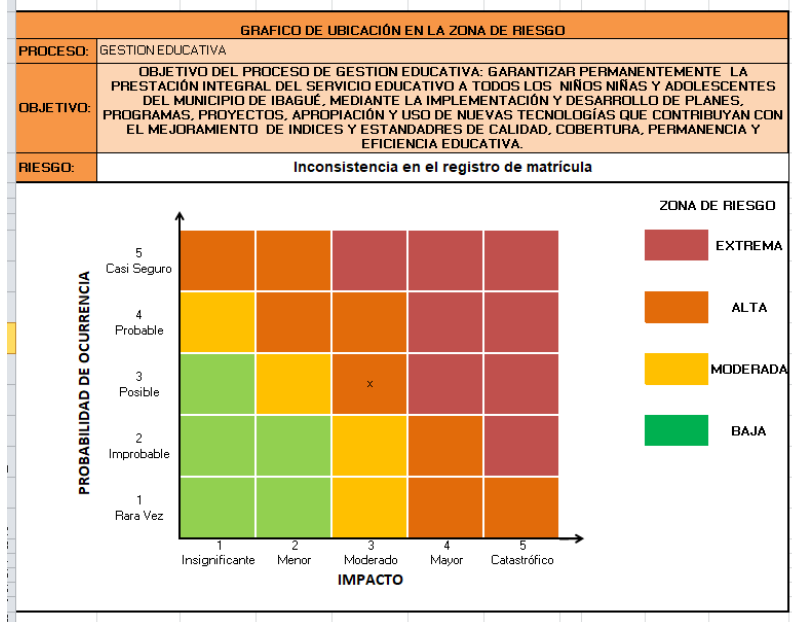 GRAFICO DE UBICACIÓN EN LA ZONA DE RIESGO
PROCESO: GESTION EDUCATIVA
OBJETIVO:
OBJETIVO DEL PROCESO DE GESTION EDUCATIVA: GARANTIZAR PERMANENTEMENTE LA
PRESTACIÓN INTEGRAL DEL SERVICIO EDUCATIVO A TODOS LOS NIÑOS NIÑAS Y ADOLESCENTES
DEL MUNICIPIO DE IBAGUÉ, MEDIANTE LA IMPLEMENTACIÓN Y DESARROLLO DE PLANES,
PROGRAMAS, PROYECTOS, APROPIACIÓN Y USO DE NUEVAS TECNOLOGÍAS QUE CONTRIBUYAN CON
EL MEJORAMIENTO DE INDICES Y ESTANDARES DE CALIDAD, COBERTURA, PERMANENCIA Y
EFICIENCIA EDUCATIVA.
RIESGO: Inconsistencia en el registro de matrícula
ZONA DE RIESGO
EXTREMA
ALTA
MODERADA
BAJA
PROBABILIDAD DE OCURRENCIA
5
Casi Seguro
4
Probable
3
Posible
x
2
Improbable
1
Rara Vez
1 2 3 4 5
Insignificante Menor Moderado Mayor Catastrófico
IMPACTO